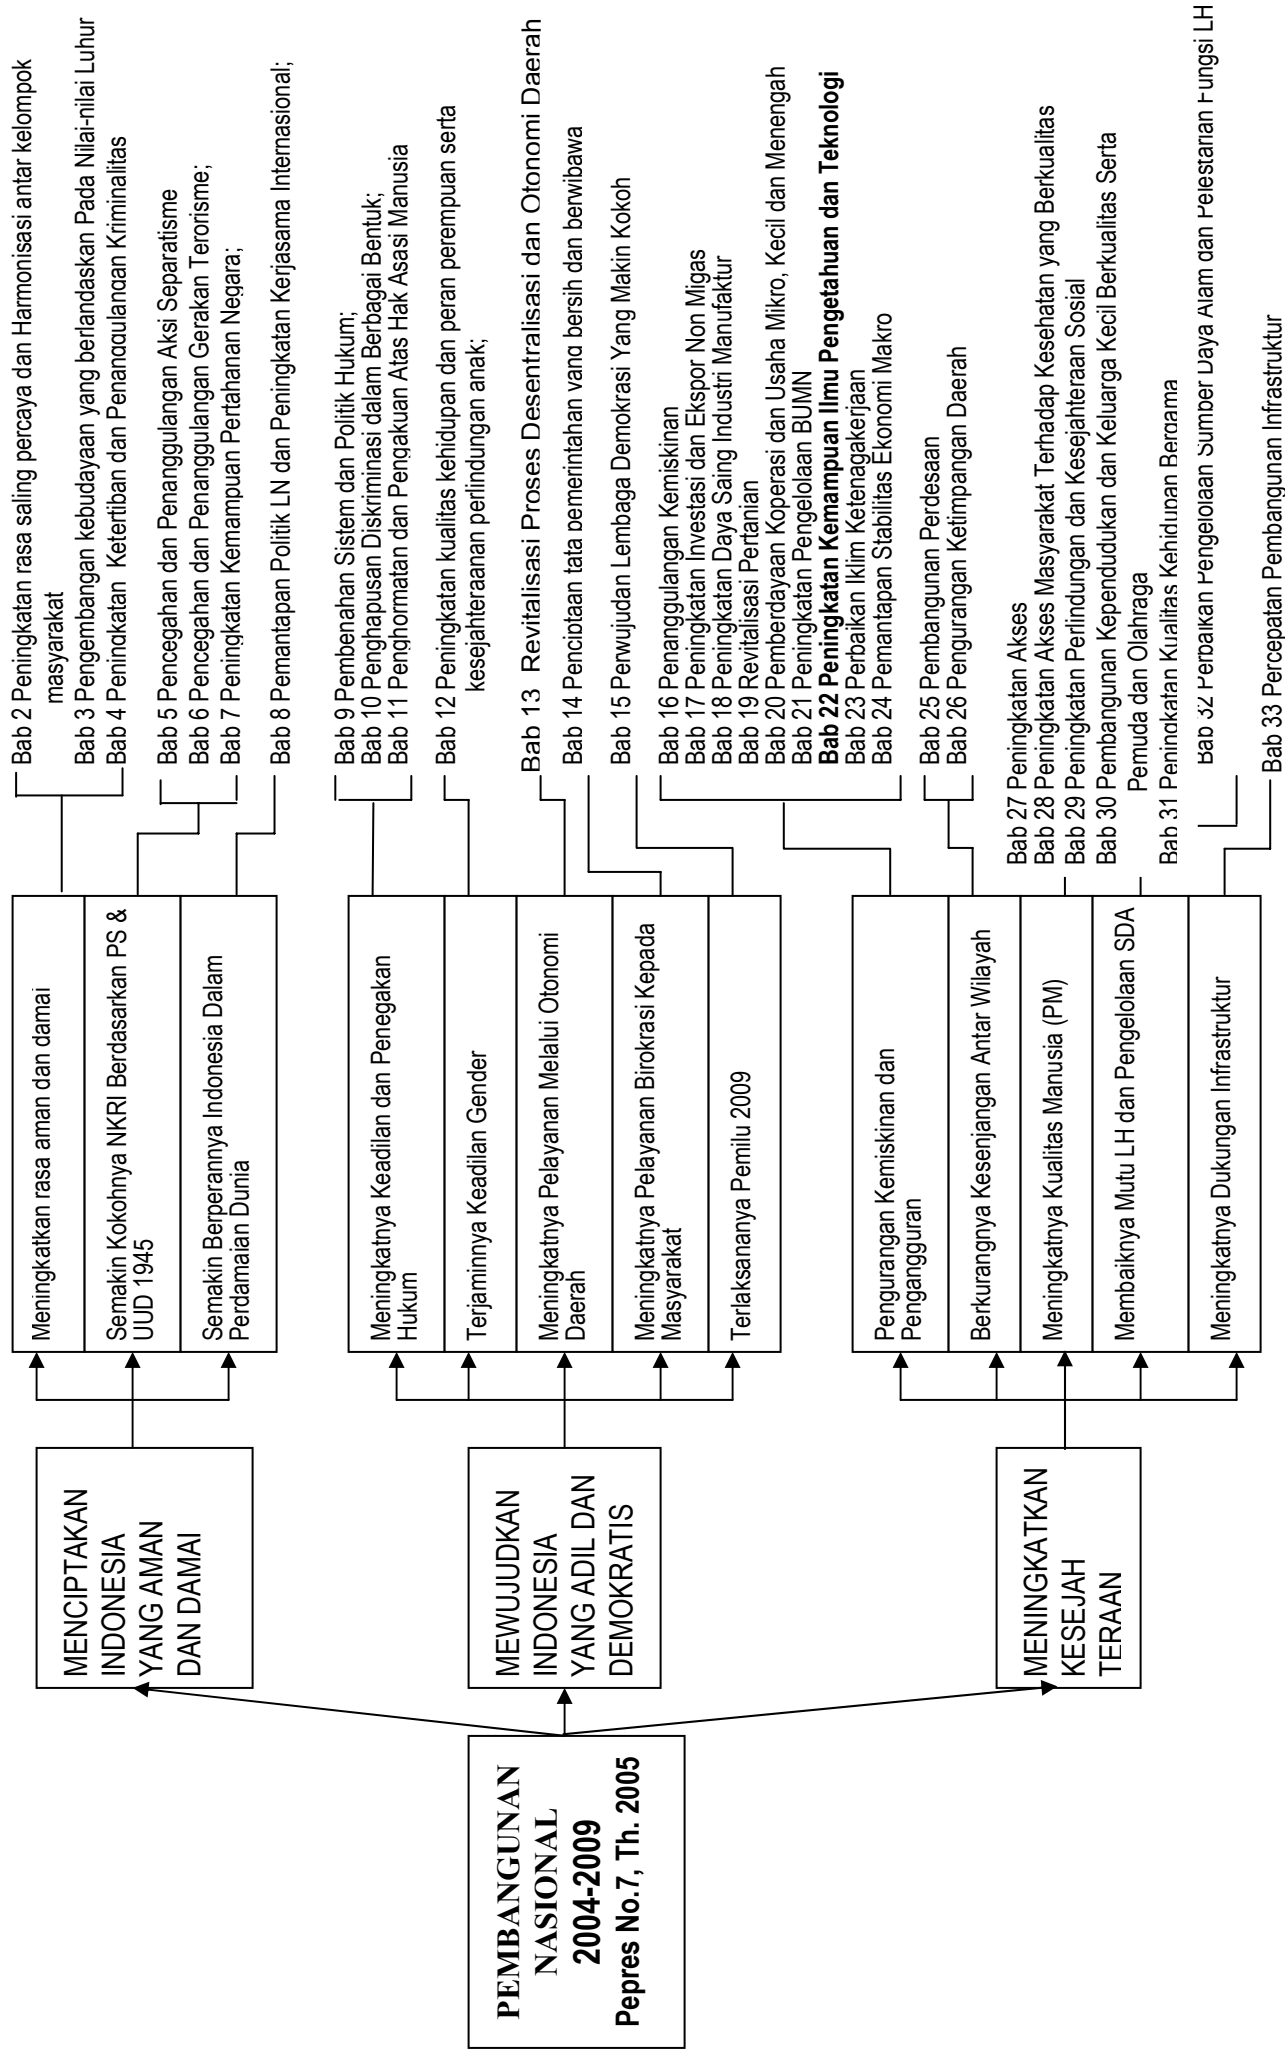 PEMBANGUNAN
NASIONAL
2004-2009
Pepres No.7, Th. 2005
MENCIPTAKAN
INDONESIA
YANG AMAN
DAN DAMAI
MEWUJUDKAN
INDONESIA
YANG ADIL DAN
DEMOKRATIS
MENINGKATKAN
KESEJAH
TERAAN
Meningkatkan rasa aman dan damai
Semakin Kokohnya NKRI Berdasarkan PS &
UUD 1945
Semakin Berperannya Indonesia Dalam
Perdamaian Dunia
Meningkatnya Keadilan dan Penegakan
Hukum
Terjaminnya Keadilan Gender
Meningkatnya Pelayanan Melalui Otonomi
Daerah
Meningkatnya Pelayanan Birokrasi Kepada
Masyarakat
Terlaksananya Pemilu 2009
Pengurangan Kemiskinan dan
Pengangguran
Berkurangnya Kesenjangan Antar Wilayah
Meningkatnya Kualitas Manusia (PM)
Membaiknya Mutu LH dan Pengelolaan SDA
Meningkatnya Dukungan Infrastruktur
Bab 2 Peningkatan rasa saling percaya dan Harmonisasi antar kelompok
masyarakat
Bab 3 Pengembangan kebudayaan yang berlandaskan Pada Nilai-nilai Luhur
Bab 4 Peningkatan Ketertiban dan Penanggulangan Kriminalitas
Bab 5 Pencegahan dan Penanggulangan Aksi Separatisme
Bab 6 Pencegahan dan Penanggulangan Gerakan Terorisme;
Bab 7 Peningkatan Kemampuan Pertahanan Negara;
Bab 8 Pemantapan Politik LN dan Peningkatan Kerjasama Internasional;
Bab 9 Pembenahan Sistem dan Politik Hukum;
Bab 10 Penghapusan Diskriminasi dalam Berbagai Bentuk;
Bab 11 Penghormatan dan Pengakuan Atas Hak Asasi Manusia
Bab 12 Peningkatan kualitas kehidupan dan peran perempuan serta
kesejahteraanan perlindungan anak;
Bab 13 Revitalisasi Proses Desentralisasi dan Otonomi Daerah
Bab 14 Penciptaan tata pemerintahan yang bersih dan berwibawa
Bab 15 Perwujudan Lembaga Demokrasi Yang Makin Kokoh
Bab 16 Penanggulangan Kemiskinan
Bab 17 Peningkatan Investasi dan Ekspor Non Migas
Bab 18 Peningkatan Daya Saing Industri Manufaktur
Bab 19 Revitalisasi Pertanian
Bab 20 Pemberdayaan Koperasi dan Usaha Mikro, Kecil dan Menengah
Bab 21 Peningkatan Pengelolaan BUMN
Bab 22 Peningkatan Kemampuan Ilmu Pengetahuan dan Teknologi
Bab 23 Perbaikan Iklim Ketenagakerjaan
Bab 24 Pemantapan Stabilitas Ekonomi Makro
Bab 25 Pembangunan Perdesaan
Bab 26 Pengurangan Ketimpangan Daerah
Bab 27 Peningkatan Akses
Bab 28 Peningkatan Akses Masyarakat Terhadap Kesehatan yang Berkualitas
Bab 29 Peningkatan Perlindungan dan Kesejahteraan Sosial
Bab 30 Pembangunan Kependudukan dan Keluarga Kecil Berkualitas Serta
Pemuda dan Olahraga
Bab 31 Peningkatan Kualitas Kehidupan Beragama
Bab 32 Perbaikan Pengelolaan Sumber Daya Alam dan Pelestarian Fungsi LH
Bab 33 Percepatan Pembangunan Infrastruktur